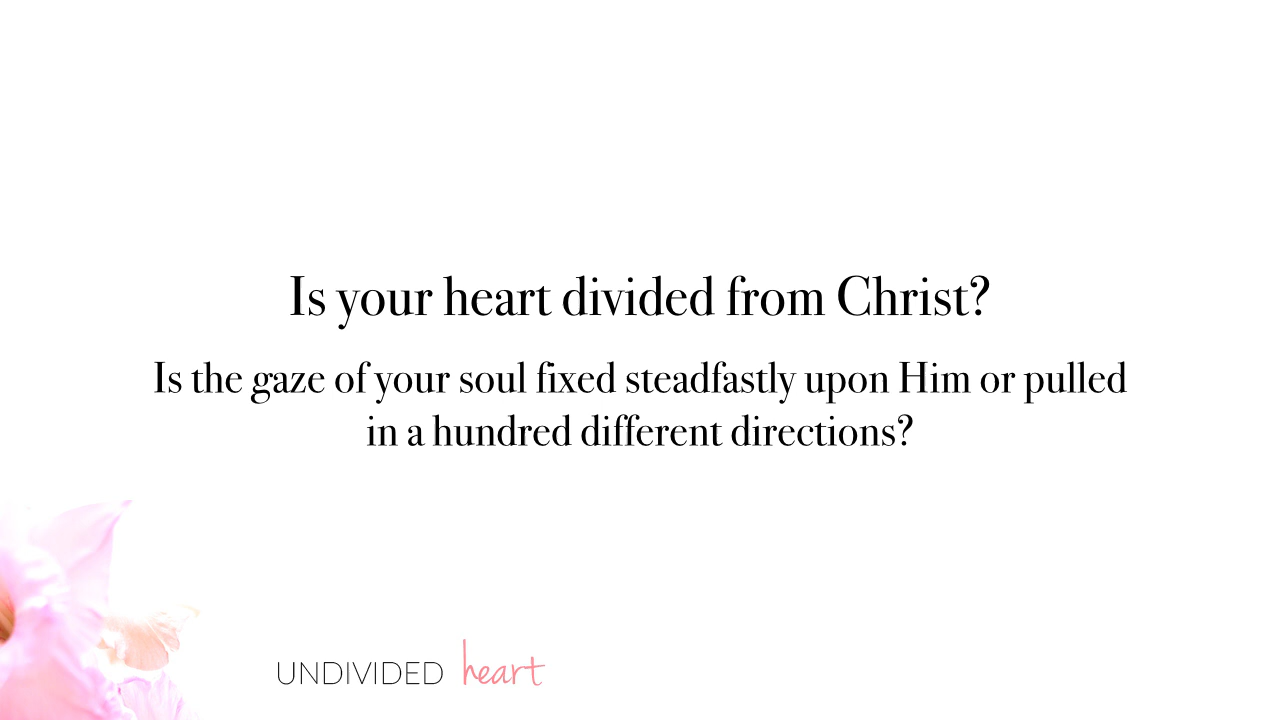 Is your heart divided from Christ?
Is the gaze of your soul fixed steadfastly upon Him or pulled
in a hundred different directions?
UNDIVIDED heart